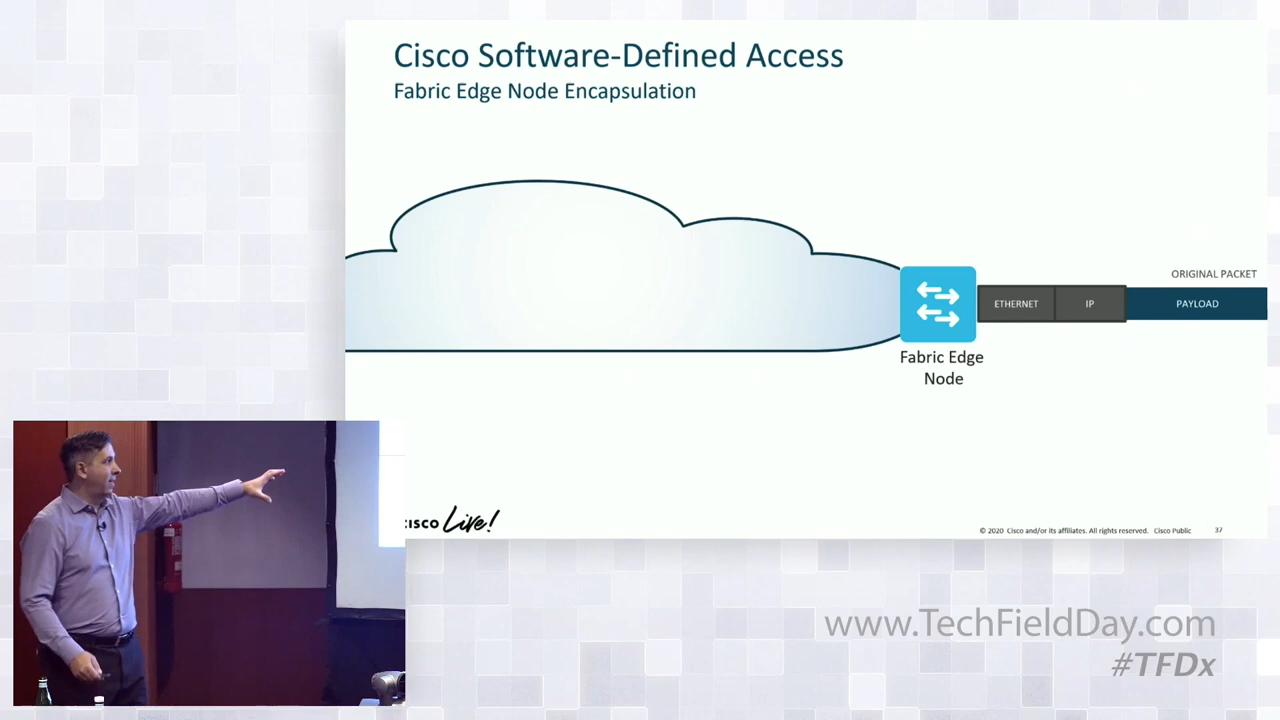 Cisco Software-Defined Access
Fabric Edge Node Encapsulation
ORIGINAL PACKET
ETHERNET IP PAYLOAD
Fabric Edge
Node
cisco Live!
© 2020 Cisco and/or its affiliates. All rights reserved. Cisco Public 37
www.TechFieldDay.com
#TFDx